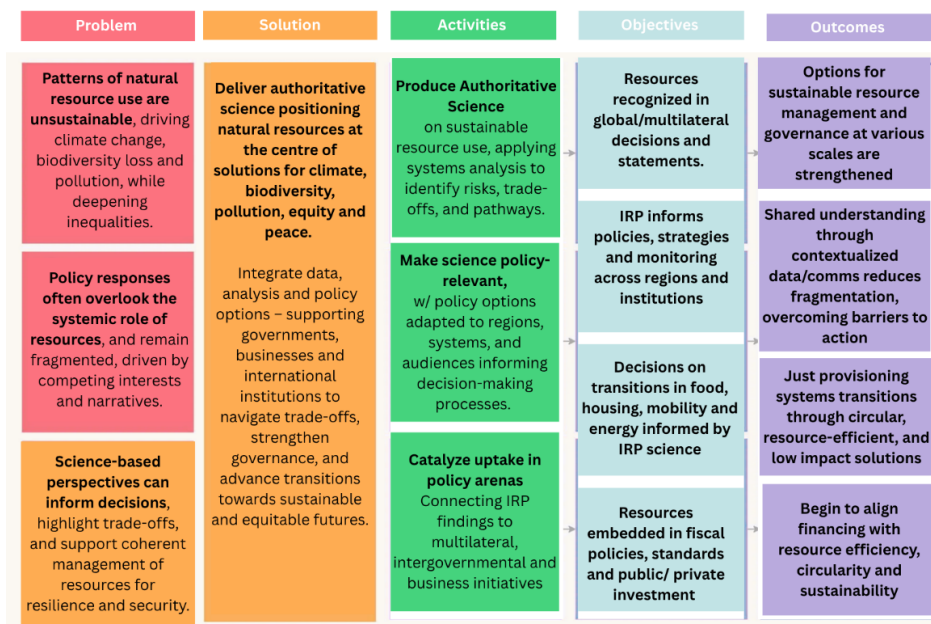 Problem
Solution
Activities
Objectives
Outcomes
Patterns of natural
resource use are
unsustainable, driving
climate change,
biodiversity loss and
pollution, while
deepening
inequalities.
Policy responses
often overlook the
systemic role of
resources, and remain
fragmented, driven by
competing interests
and narratives.
Science-based
perspectives can
inform decisions,
highlight trade-offs,
and support coherent
management of
resources for
resilience and security.
Deliver authoritative
science positioning
natural resources at
the centre of
solutions for climate,
biodiversity,
pollution, equity and
peace.
Integrate data,
analysis and policy
options – supporting
governments,
businesses and
international
institutions to
navigate trade-offs,
strengthen
governance, and
advance transitions
towards sustainable
and equitable futures.
Produce Authoritative
Science
on sustainable
resource use, applying
systems analysis to
identify risks, trade-
offs, and pathways.
Make science policy-
relevant,
w/ policy options
adapted to regions,
systems, and
audiences informing
decision-making
processes.
Catalyze uptake in
policy arenas
Connecting IRP
findings to
multilateral,
intergovernmental and
business initiatives
Resources
recognized in
global/multilateral
decisions and
statements.
IRP informs
policies, strategies
and monitoring
across regions and
institutions
Decisions on
transitions in food,
housing, mobility and
energy informed by
IRP science
Resources
embedded in fiscal
policies, standards
and public/ private
investment
Options for
sustainable resource
management and
governance at various
scales are
strengthened
Shared understanding
through
contextualized
data/comms reduces
fragmentation,
overcoming barriers to
action
Just provisioning
systems transitions
through circular,
resource-efficient, and
low impact solutions
Begin to align
financing with
resource efficiency,
circularity and
sustainability